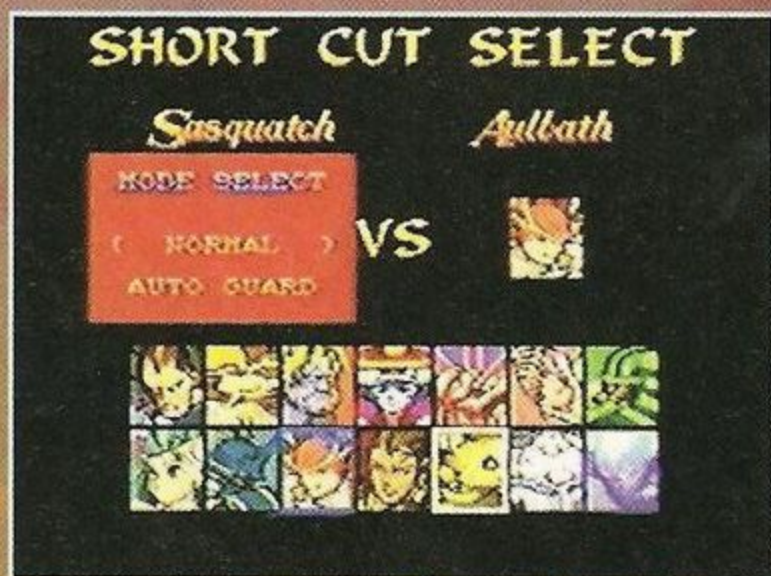 SHORT CUT SELECT
Sasquatch
Aulbath
MODE SELECT
( NORMAL )
AUTO GUARD
VS